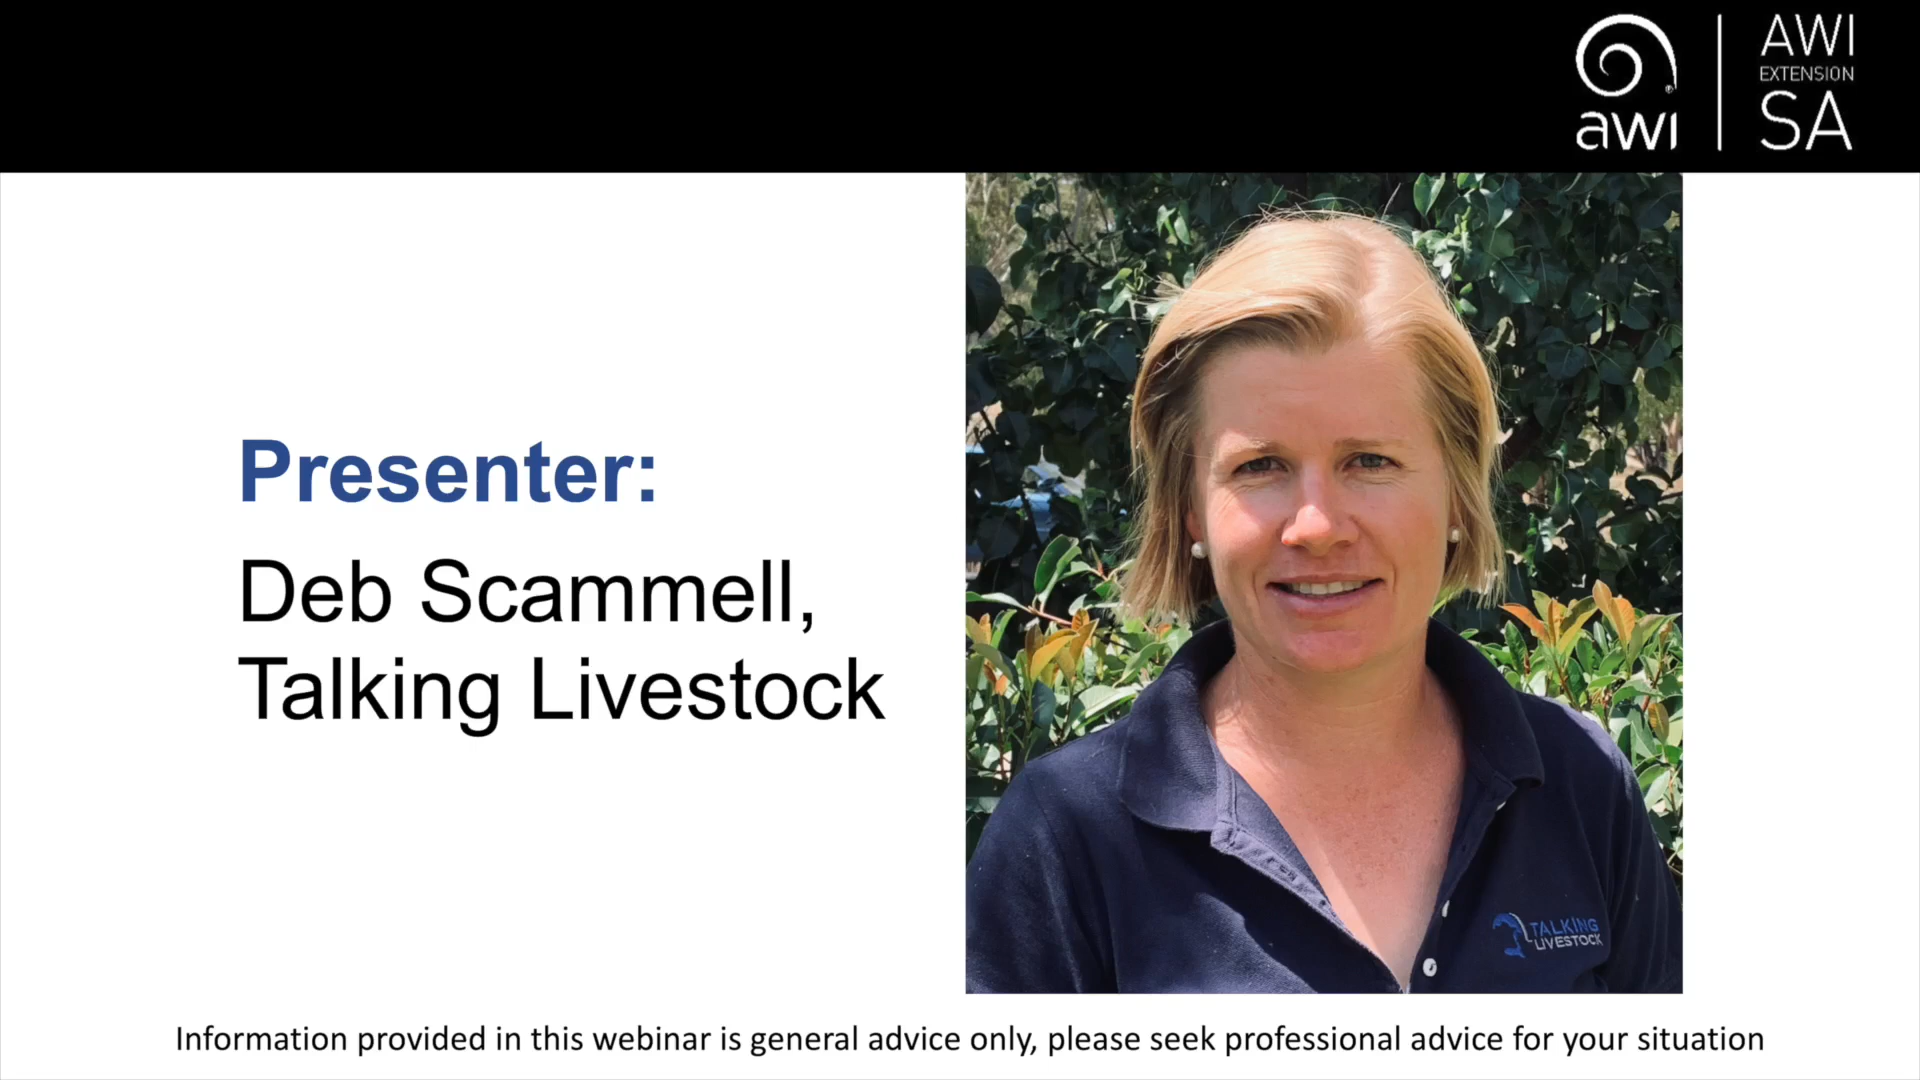 awi
AWI
EXTENSION
SA
Presenter:
Deb Scammell,
Talking Livestock
TALKING
LIVESTOCK
Information provided in this webinar is general advice only, please seek professional advice for your situation